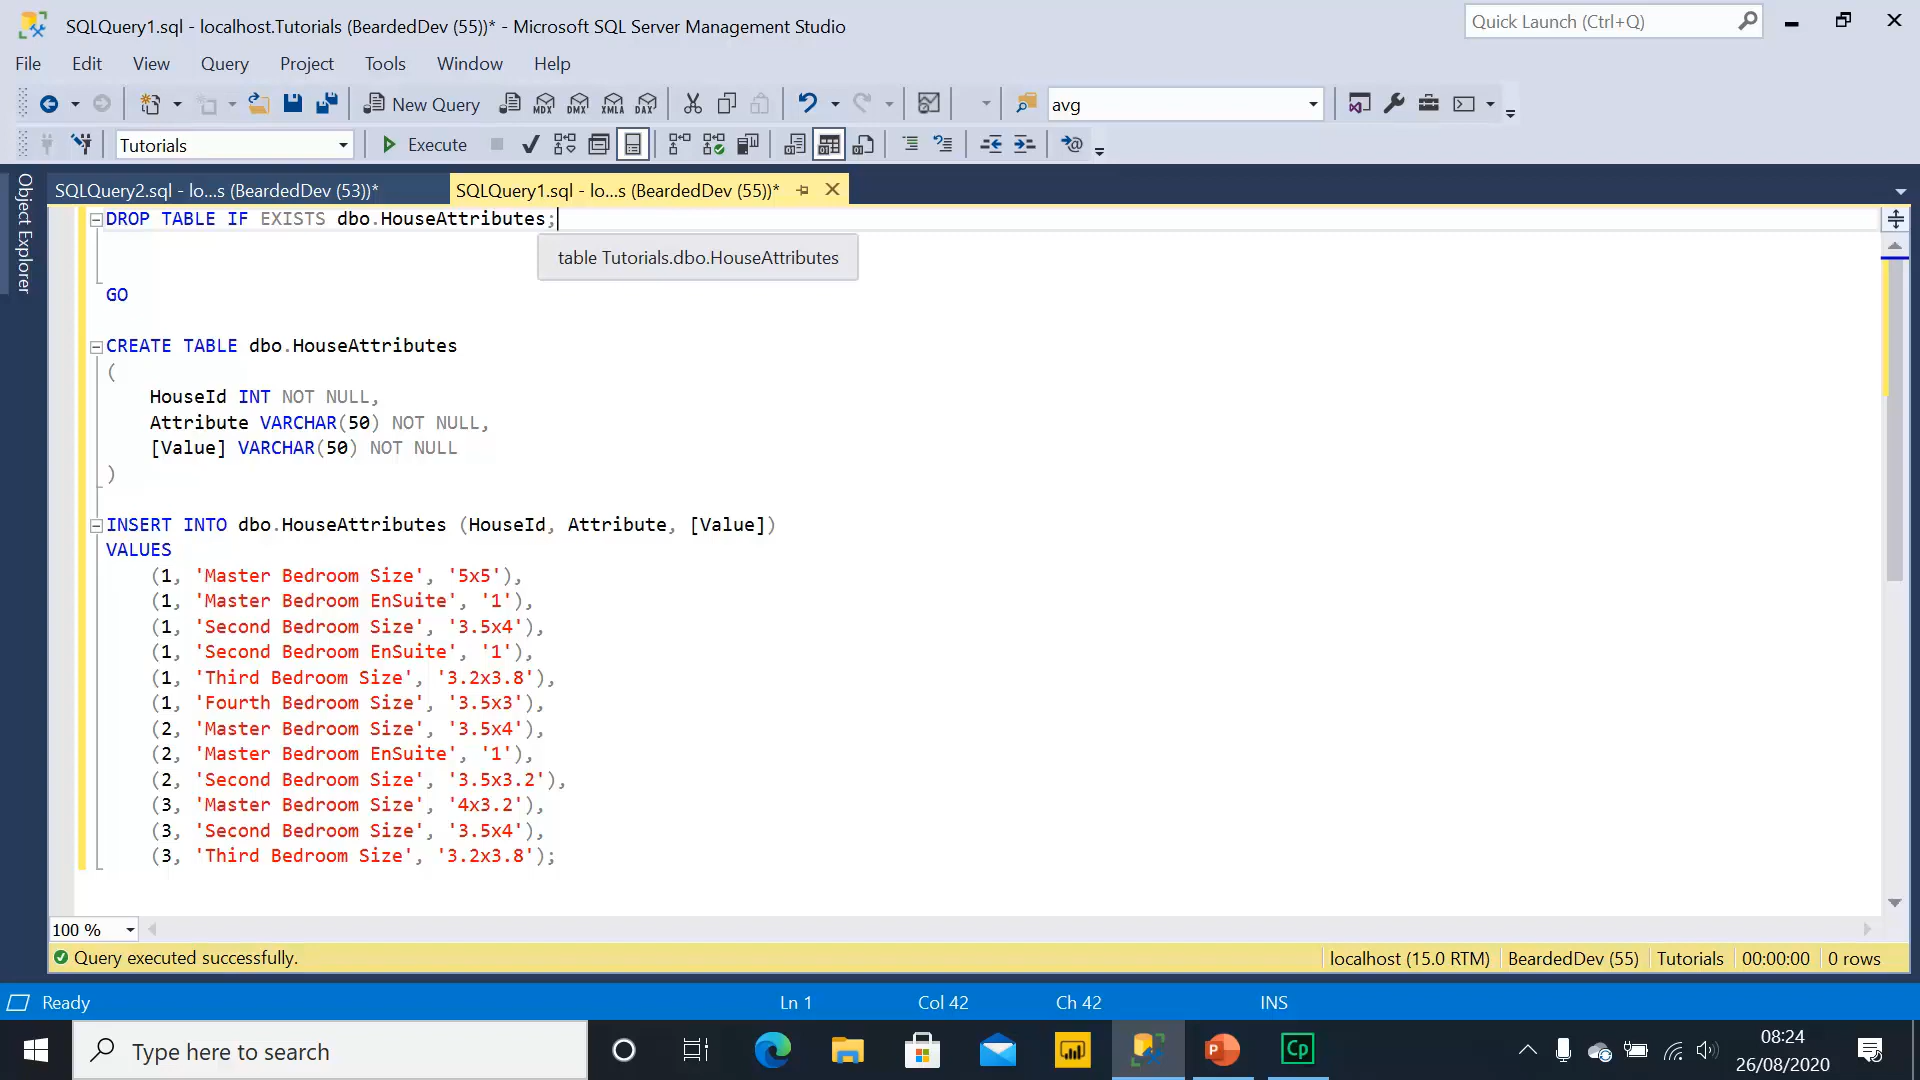 SQLQuery1.sql - localhost.Tutorials (BeardedDev (55))* - Microsoft SQL Server Management Studio
Quick Launch (Ctrl+Q)
File Edit View Query Project Tools Window Help
New Query MDX DMX XMLA DAX avg
Tutorials Execute
SQLQuery2.sql - lo...s (BeardedDev (53))* SQLQuery1.sql - lo...s (BeardedDev (55))*
Object Explorer
DROP TABLE IF EXISTS dbo.HouseAttributes;
table Tutorials.dbo.HouseAttributes
GO
CREATE TABLE dbo.HouseAttributes
(
HouseId INT NOT NULL,
Attribute VARCHAR(50) NOT NULL,
[Value] VARCHAR(50) NOT NULL
)
INSERT INTO dbo.HouseAttributes (HouseId, Attribute, [Value])
VALUES
(1, 'Master Bedroom Size', '5x5'),
(1, 'Master Bedroom EnSuite', '1'),
(1, 'Second Bedroom Size', '3.5x4'),
(1, 'Second Bedroom EnSuite', '1'),
(1, 'Third Bedroom Size', '3.2x3.8'),
(1, 'Fourth Bedroom Size', '3.5x3'),
(2, 'Master Bedroom Size', '3.5x4'),
(2, 'Master Bedroom EnSuite', '1'),
(2, 'Second Bedroom Size', '3.5x3.2'),
(3, 'Master Bedroom Size', '4x3.2'),
(3, 'Second Bedroom Size', '3.5x4'),
(3, 'Third Bedroom Size', '3.2x3.8');
100 %
Query executed successfully. localhost (15.0 RTM) BeardedDev (55) Tutorials 00:00:00 0 rows
Ready Ln 1 Col 42 Ch 42 INS
Type here to search
P Cp
08:24
26/08/2020